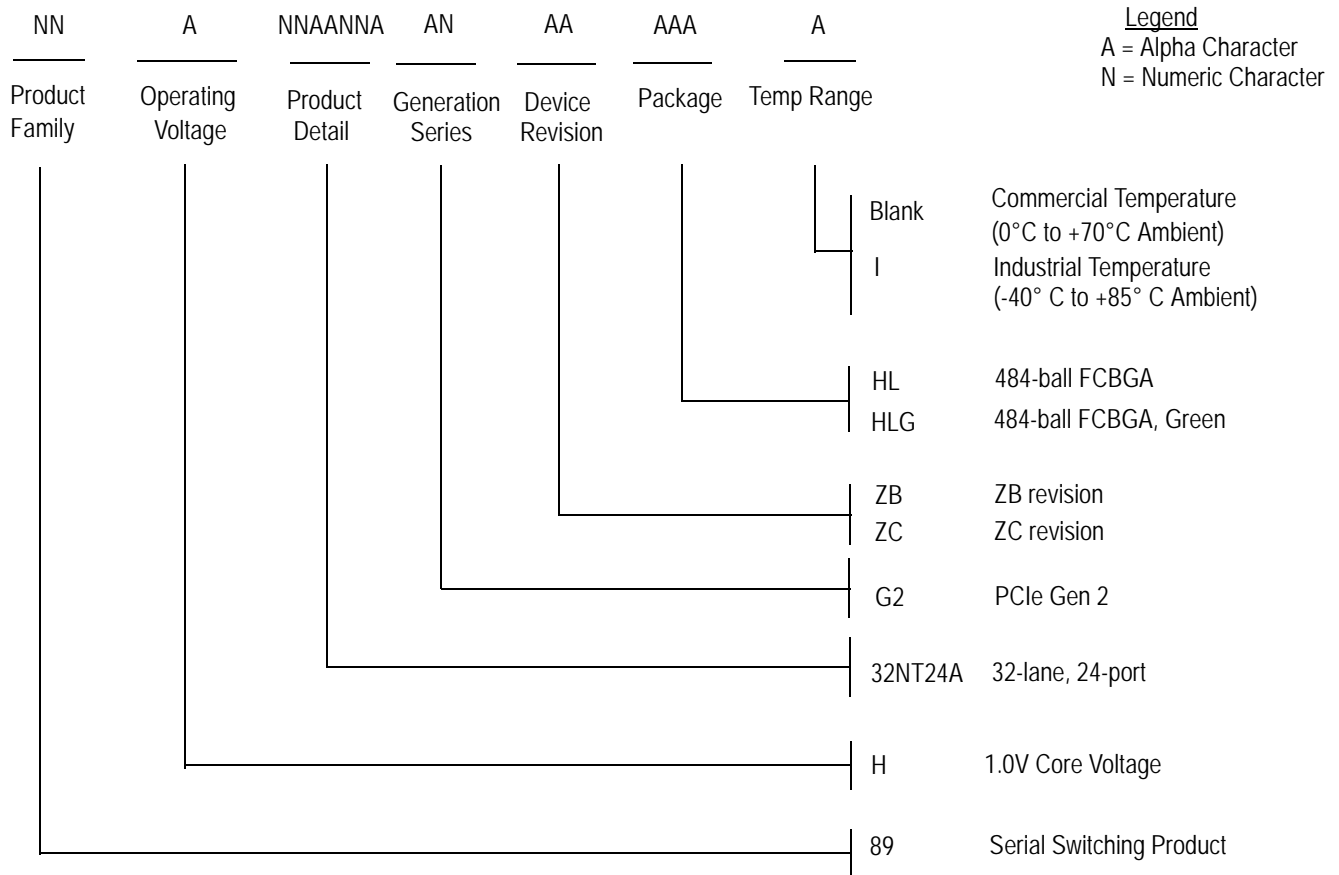 NN A NNAANNA AN AA AAA A
Legend
A = Alpha Character
N = Numeric Character
Product Family
Operating Voltage
Product Detail
Generation Series
Device Revision
Package
Temp Range
Blank Commercial Temperature
(0°C to +70°C Ambient)
I Industrial Temperature
(-40° C to +85° C Ambient)
HL 484-ball FCBGA
HLG 484-ball FCBGA, Green
ZB ZB revision
ZC ZC revision
G2 PCIe Gen 2
32NT24A 32-lane, 24-port
H 1.0V Core Voltage
89 Serial Switching Product